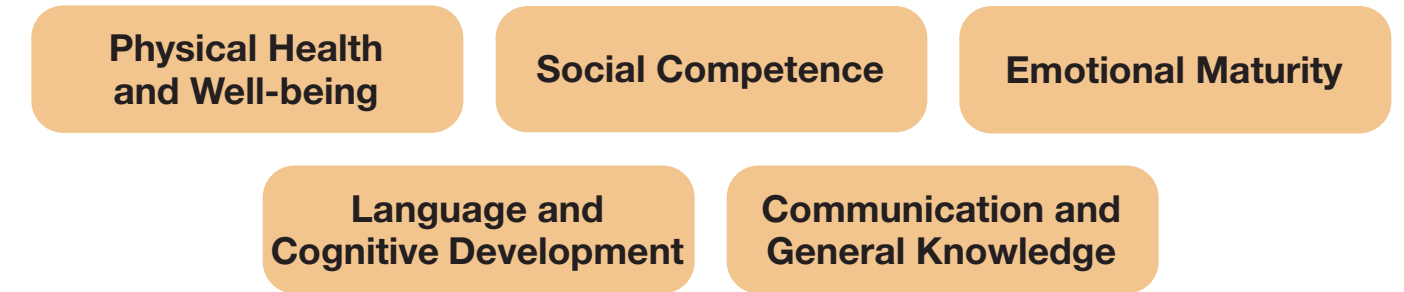 Physical Health
and Well-being
Social Competence
Emotional Maturity
Language and
Cognitive Development
Communication and
General Knowledge